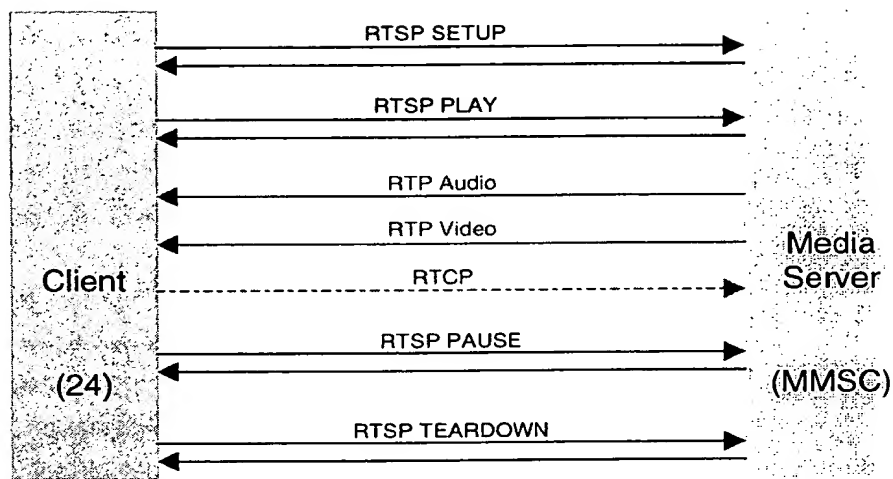 RTSP SETUP
RTSP PLAY
RTP Audio
RTP Video
RTCP
RTSP PAUSE
RTSP TEARDOWN
Client
(24)
Media
Server
(MMSC)